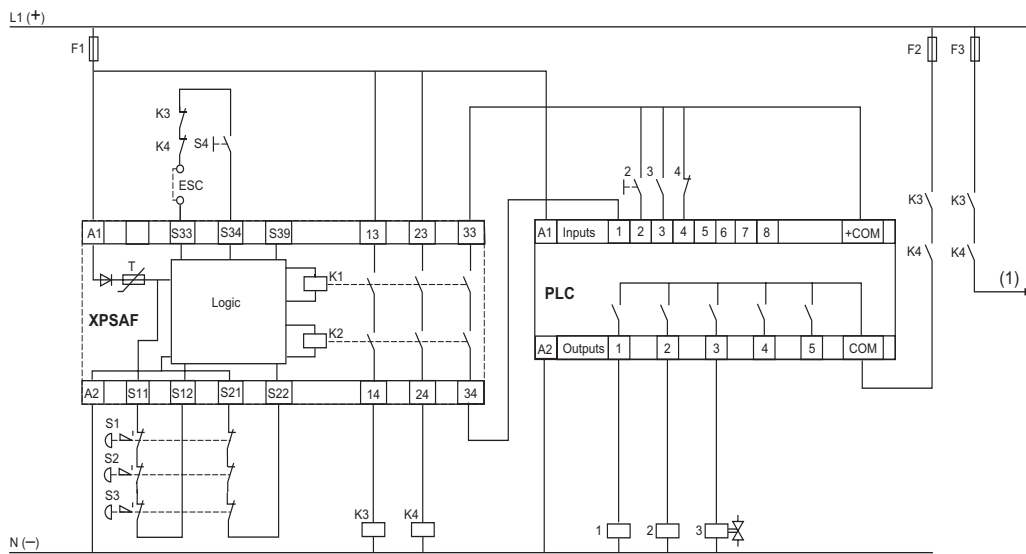 L1 (+)
F1
F2
F3
K3
K4
S4
ESC
2
3
4
K3
K3
K4
K4
(1)
A1
S33
S34
S39
13
23
33
A1
Inputs
1
2
3
4
5
6
7
8
+COM
T
Logic
K1
K2
XPSAF
PLC
A2
Outputs
1
2
3
4
5
COM
A2
S11
S12
S21
S22
14
24
34
S1
S2
S3
K3
K4
1
2
3
N (–)